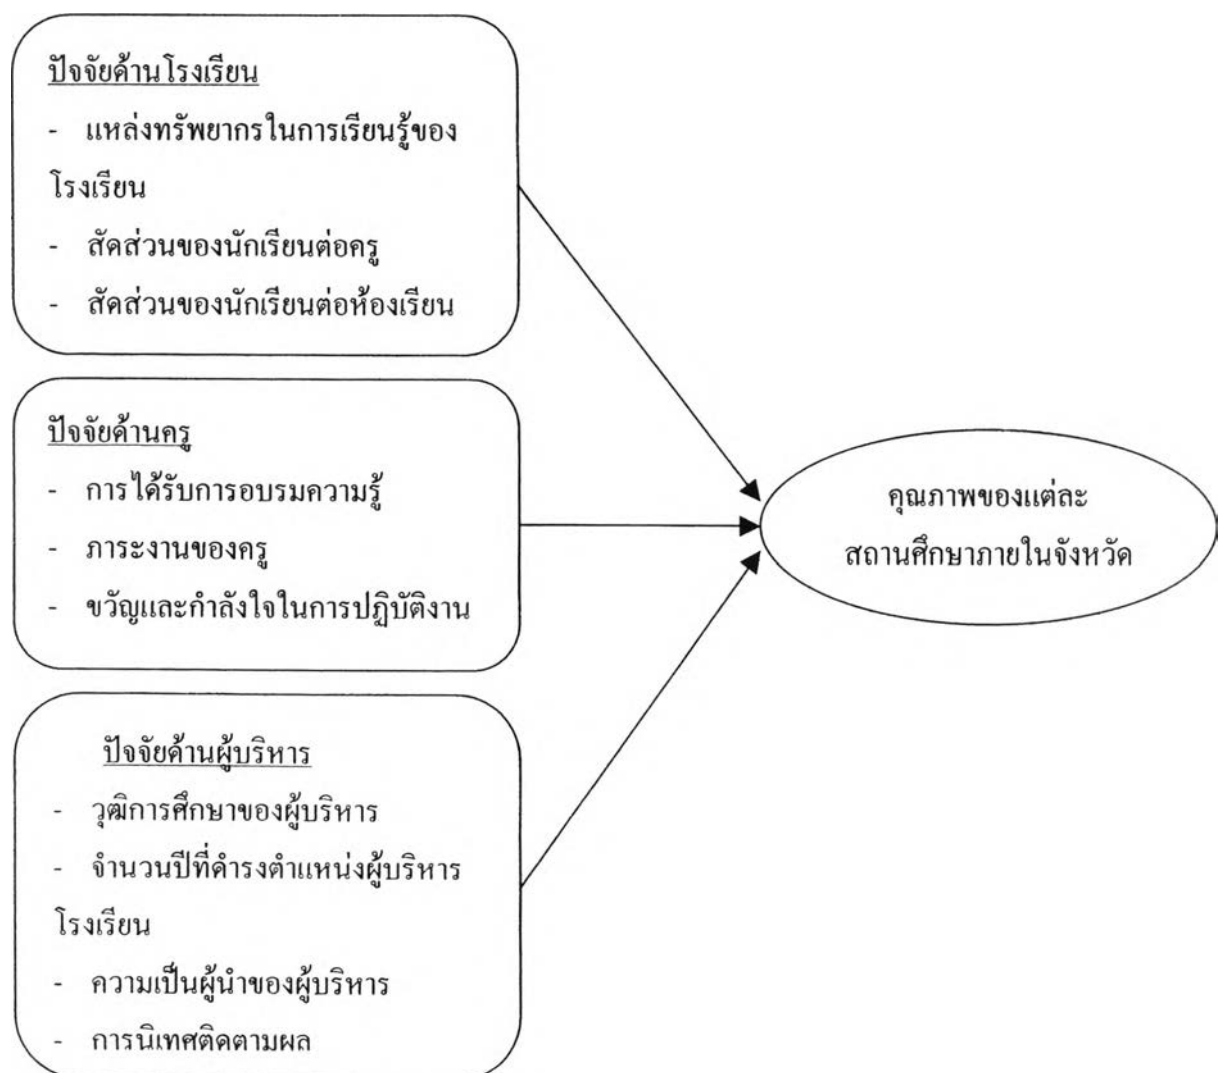 ปัจจัยด้านโรงเรียน
- แหล่งทรัพยากรในการเรียนรู้ของ
โรงเรียน
- สัดส่วนของนักเรียนต่อครู
- สัดส่วนของนักเรียนต่อห้องเรียน
ปัจจัยด้านครู
- การได้รับการอบรมความรู้
- ภาระงานของครู
- ขวัญและกำลังใจในการปฏิบัติงาน
ปัจจัยด้านผู้บริหาร
- วุฒิการศึกษาของผู้บริหาร
- จำนวนปีที่ดำรงตำแหน่งผู้บริหาร
โรงเรียน
- ความเป็นผู้นำของผู้บริหาร
- การนิเทศติดตามผล
คุณภาพของแต่ละ
สถานศึกษาภายในจังหวัด